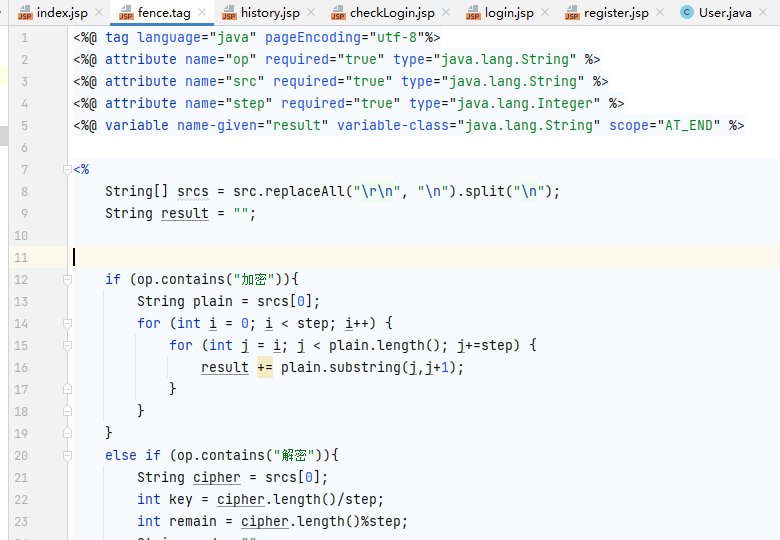 index.jsp fence.tag history.jsp checkLogin.jsp login.jsp register.jsp User.java
1 <%@ tag language="java" pageEncoding="utf-8"%>
2 <%@ attribute name="op" required="true" type="java.lang.String" %>
3 <%@ attribute name="src" required="true" type="java.lang.String" %>
4 <%@ attribute name="step" required="true" type="java.lang.Integer" %>
5 <%@ variable name-given="result" variable-class="java.lang.String" scope="AT_END" %>
6
7 <%
8 String[] srcs = src.replaceAll("\r\n", "\n").split("\n");
9 String result = "";
10
11
12 if (op.contains("加密")){
13 String plain = srcs[0];
14 for (int i = 0; i < step; i++) {
15 for (int j = i; j < plain.length(); j+=step) {
16 result += plain.substring(j,j+1);
17 }
18 }
19 }
20 else if (op.contains("解密")){
21 String cipher = srcs[0];
22 int key = cipher.length()/step;
23 int remain = cipher.length()%step;